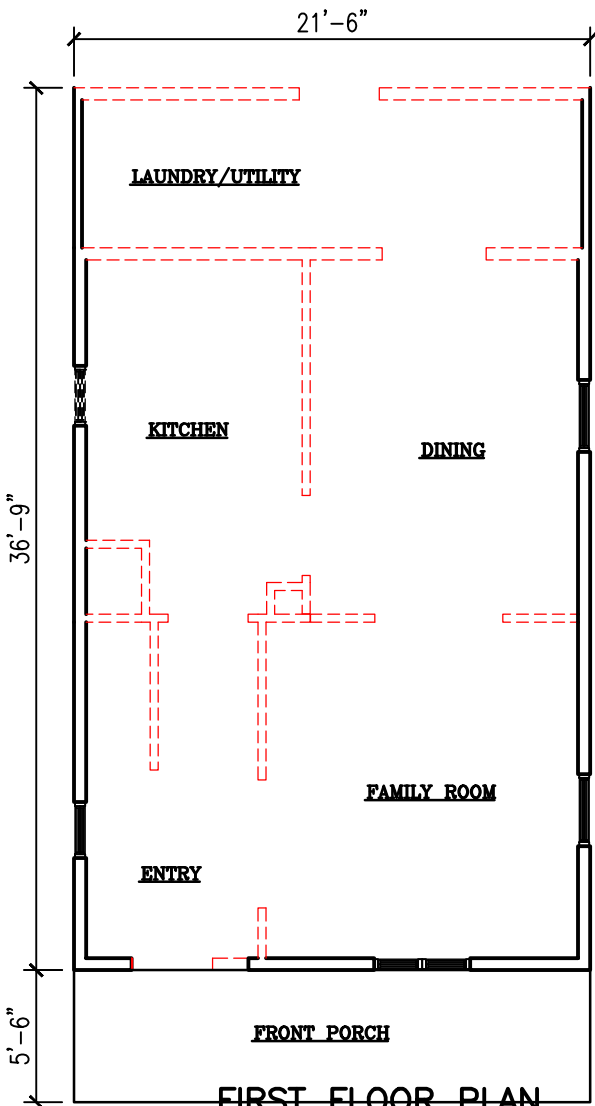 21'-6"
LAUNDRY/UTILITY
KITCHEN
DINING
36'-9"
FAMILY ROOM
ENTRY
5'-6"
FRONT PORCH
FIRST FLOOR PLAN